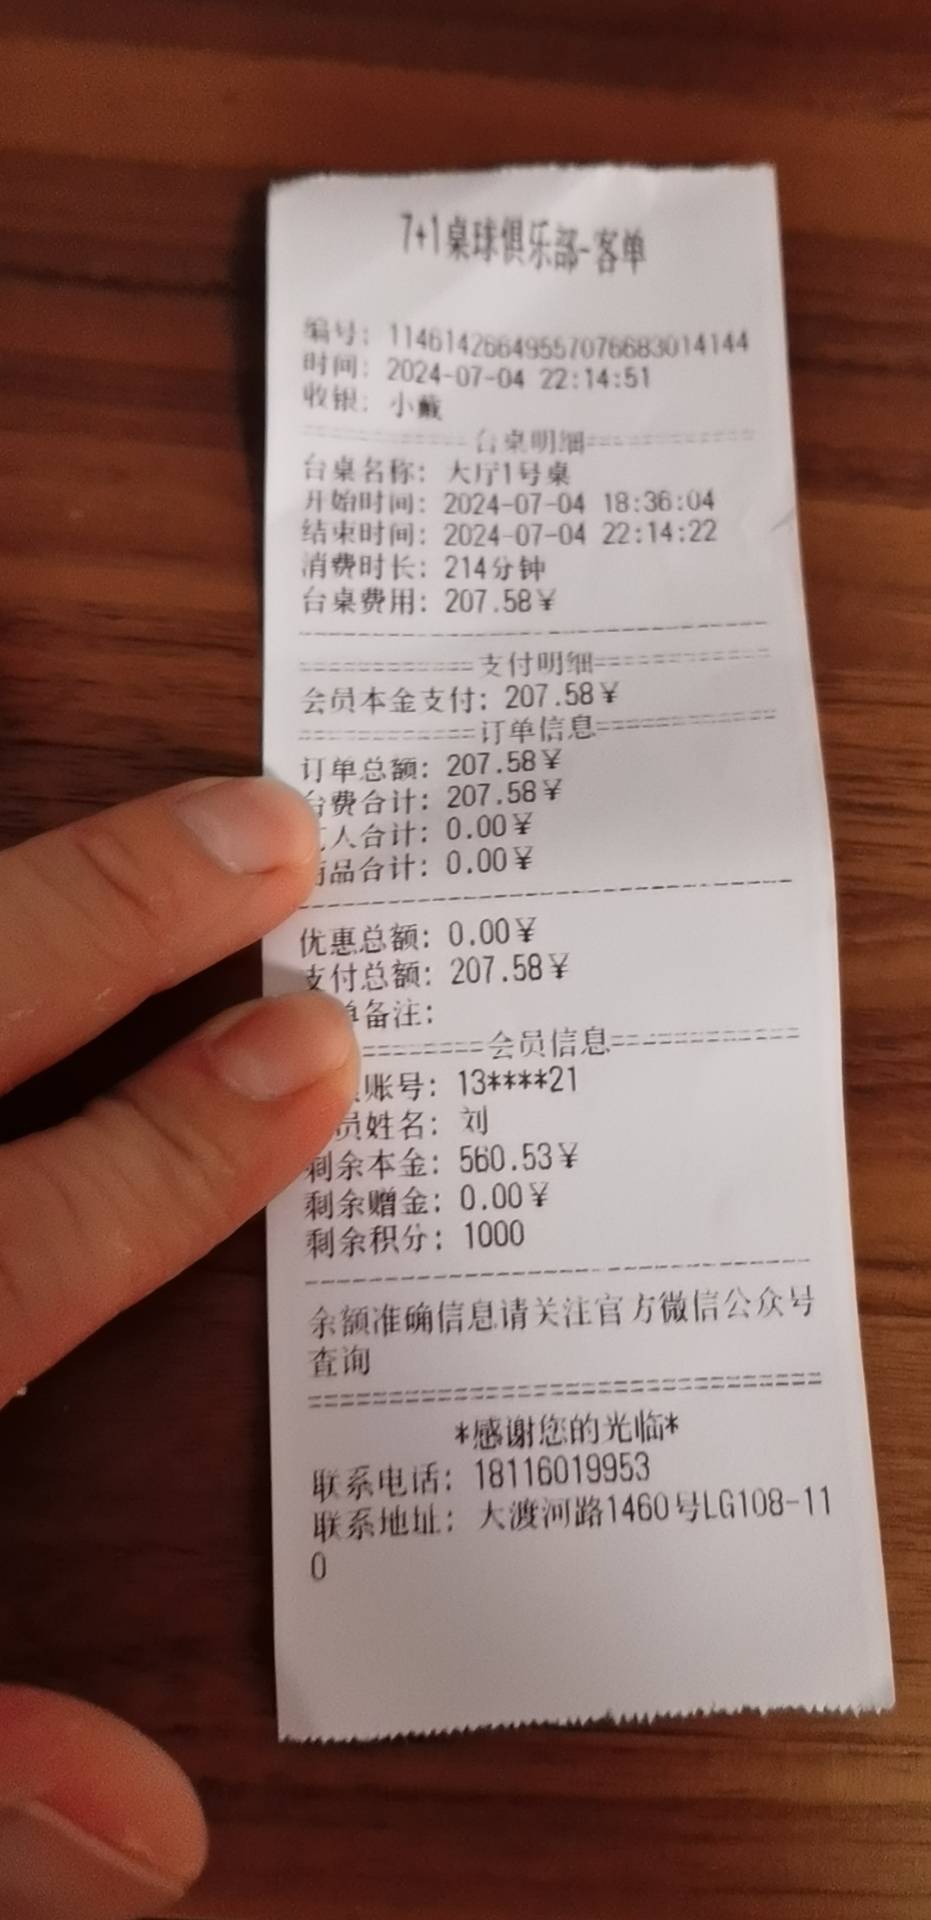 7+1桌球俱乐部-客单
编号: 1146142664955707668​3014144
时间: 2024-07-04 22:14:51
收银: 小戴
============台桌明细============
台桌名称: 大厅1号桌
开始时间: 2024-07-04 18:36:04
结束时间: 2024-07-04 22:14:22
消费时长: 214分钟
台桌费用: 207.58¥
--------------------------------
============支付明细============
会员本金支付: 207.58¥
============订单信息============
订单总额: 207.58¥
台费合计: 207.58¥
人合计: 0.00¥
品合计: 0.00¥
--------------------------------
优惠总额: 0.00¥
支付总额: 207.58¥
备注:
========会员信息============
账号: 13****21
员姓名: 刘
剩余本金: 560.53¥
剩余赠金: 0.00¥
剩余积分: 1000
--------------------------------
余额准确信息请关注官方微信公众号
查询
================================
*感谢您的光临*
联系电话: 18116019953
联系地址: 大渡河路1460号LG108-11
0